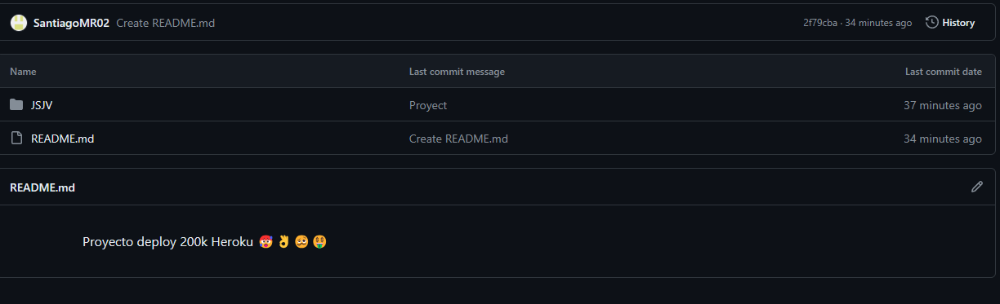 SantiagoMR02 Create README.md 2f79cba · 34 minutes ago History
Name Last commit message Last commit date
JSJV Proyect 37 minutes ago
README.md Create README.md 34 minutes ago
README.md
Proyecto deploy 200k Heroku 🥵👌🥴🤑